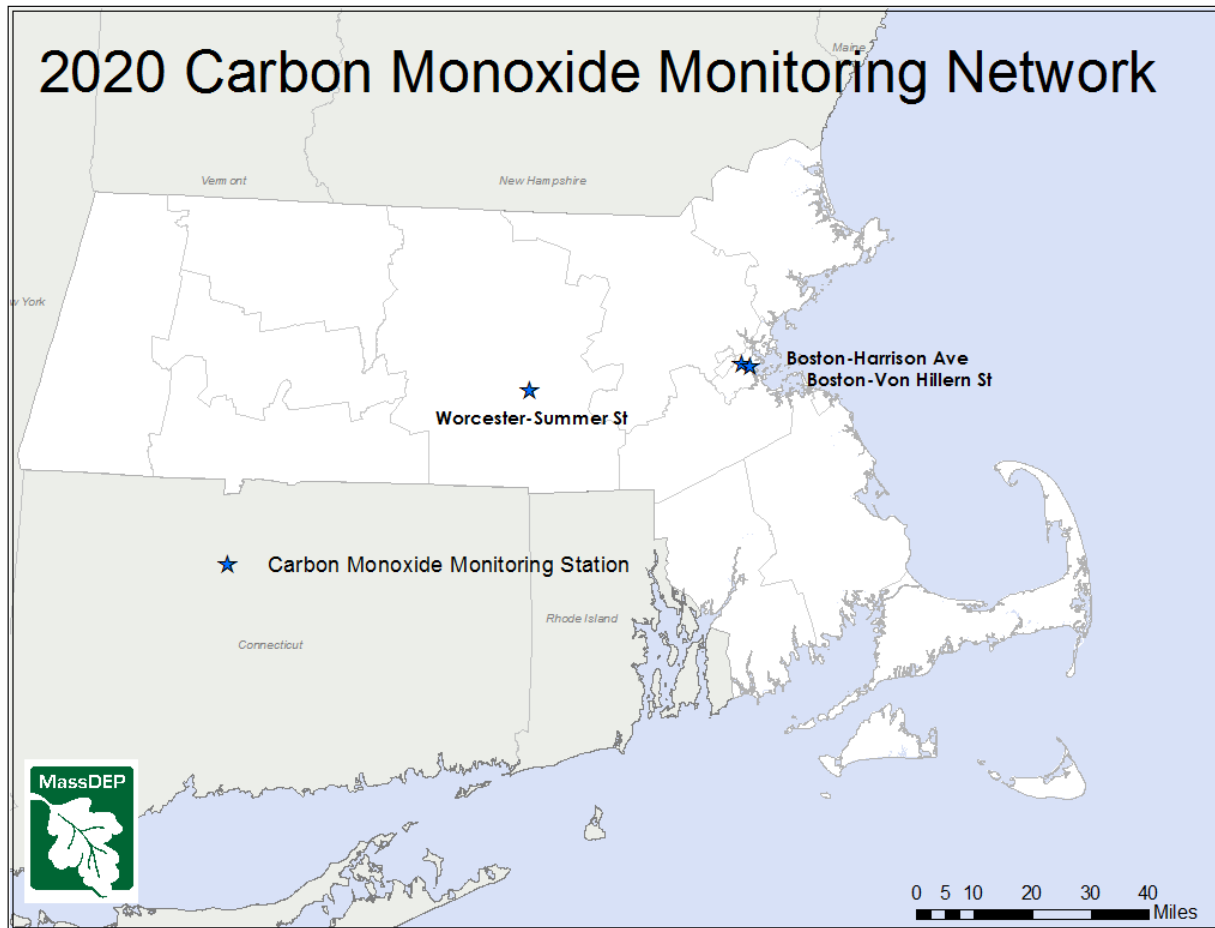 Maine
2020 Carbon Monoxide Monitoring Network
Vermont
New Hampshire
w York
Boston-Harrison Ave
Boston-Von Hillern St
Worcester-Summer St
Carbon Monoxide Monitoring Station
Rhode Island
Connecticut
MassDEP
0 5 10 20 30 40
Miles